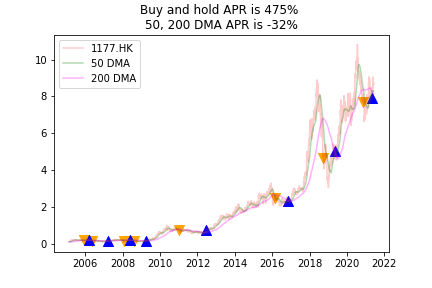 Buy and hold APR is 475%
50, 200 DMA APR is -32%
1177.HK
50 DMA
200 DMA
10
8
6
4
2
0
2006 2008 2010 2012 2014 2016 2018 2020 2022